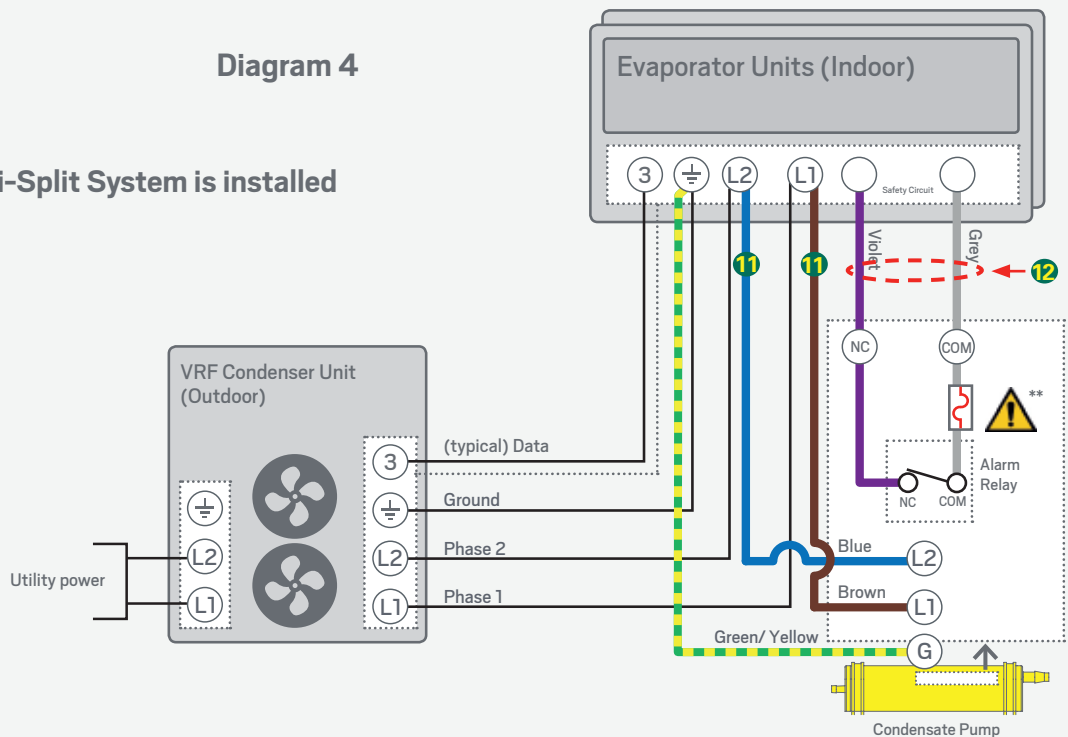 Diagram 4
i-Split System is installed
Evaporator Units (Indoor)
3
L2
L1
Safety Circuit
Violet
Grey
11
11
12
NC
COM
**
Alarm
Relay
NC
COM
VRF Condenser Unit
(Outdoor)
3
(typical) Data
Ground
L2
L2
Phase 2
L1
L1
Phase 1
Utility power
Blue
L2
Brown
L1
Green/ Yellow
G
Condensate Pump